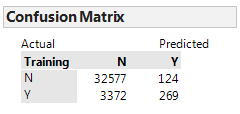 Confusion Matrix
Actual Predicted
Training N Y
N 32577 124
Y 3372 269